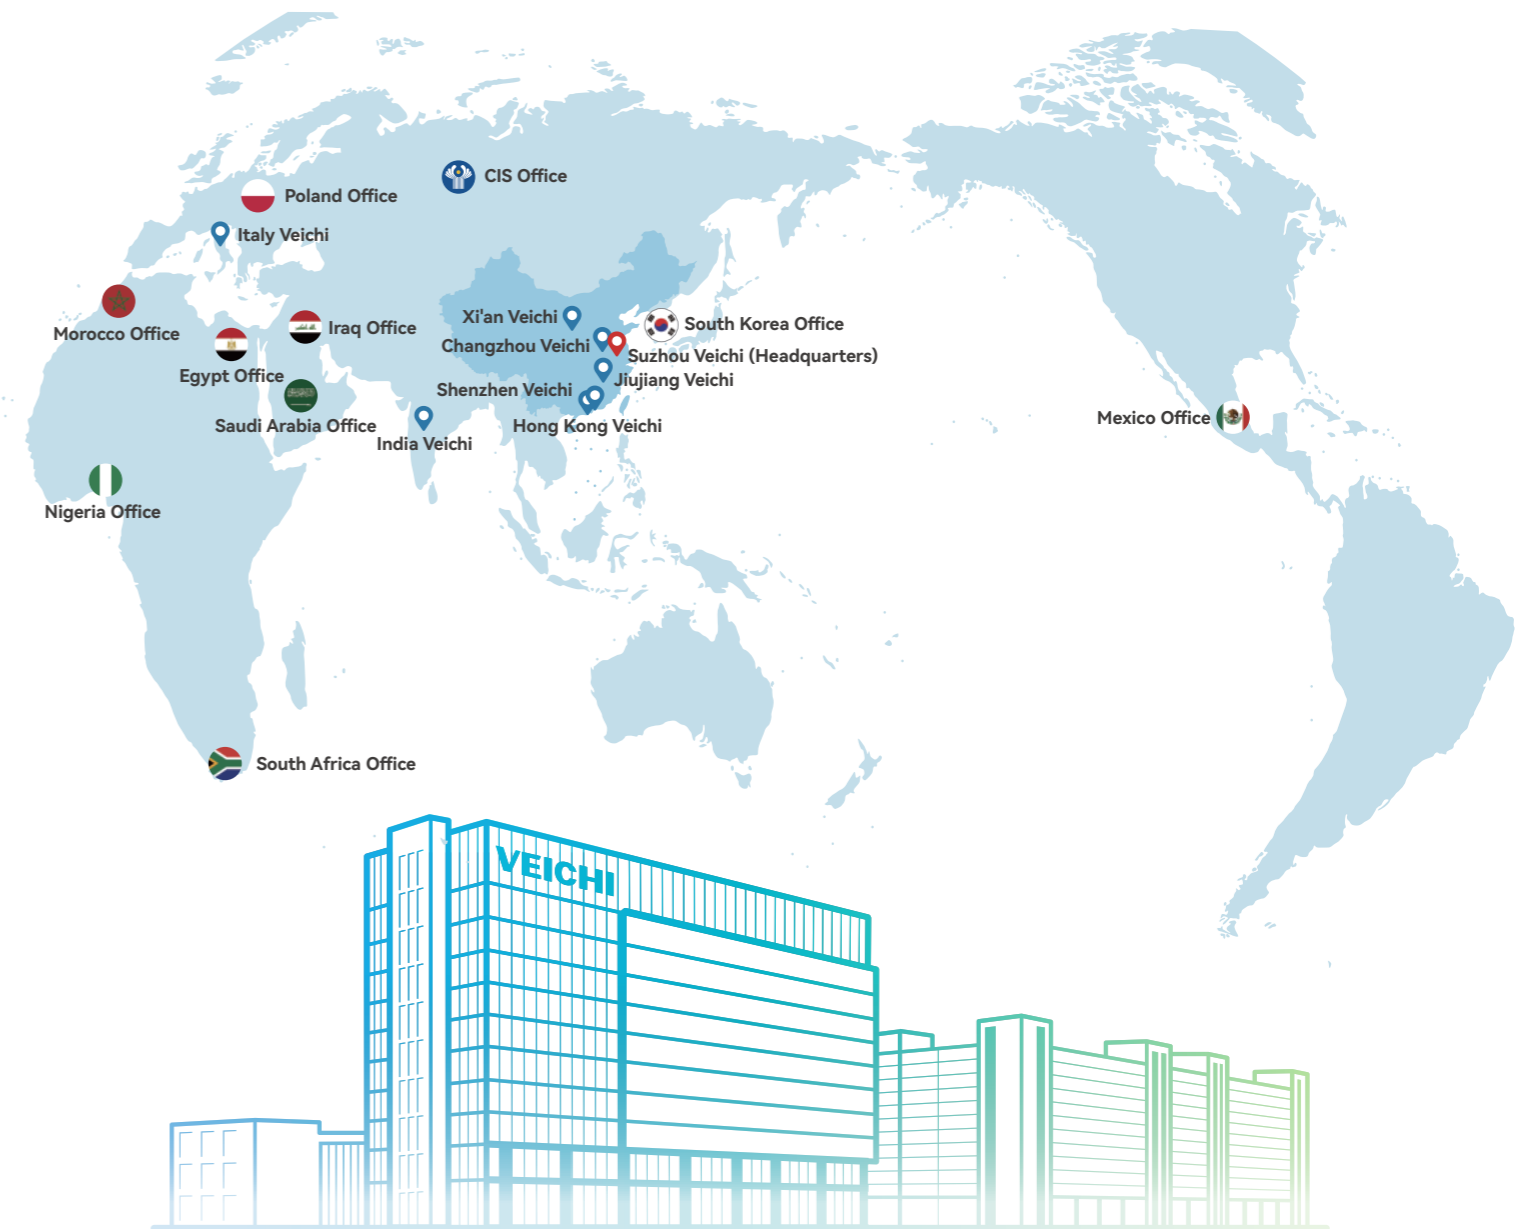 CIS Office
Poland Office
Italy Veichi
Morocco Office
Iraq Office
Egypt Office
Saudi Arabia Office
India Veichi
Nigeria Office
South Africa Office
Xi'an Veichi
South Korea Office
Changzhou Veichi
Suzhou Veichi (Headquarters)
Jiujiang Veichi
Shenzhen Veichi
Hong Kong Veichi
Mexico Office
VEICHI